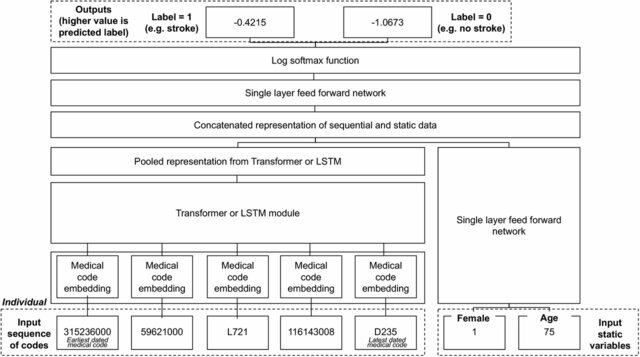 Outputs
(higher value is
predicted label)
Label = 1
(e.g. stroke)
-0.4215
-1.0673
Label = 0
(e.g. no stroke)
Log softmax function
Single layer feed forward network
Concatenated representation of sequential and static data
Pooled representation from Transformer or LSTM
Transformer or LSTM module
Single layer feed forward
network
Medical
code
embedding
Medical
code
embedding
Medical
code
embedding
Medical
code
embedding
Medical
code
embedding
Individual
Input
sequence
of codes
315236000
Earliest dated
medical code
59621000
L721
116143008
D235
Latest dated
medical code
Female
1
Age
75
Input
static
variables